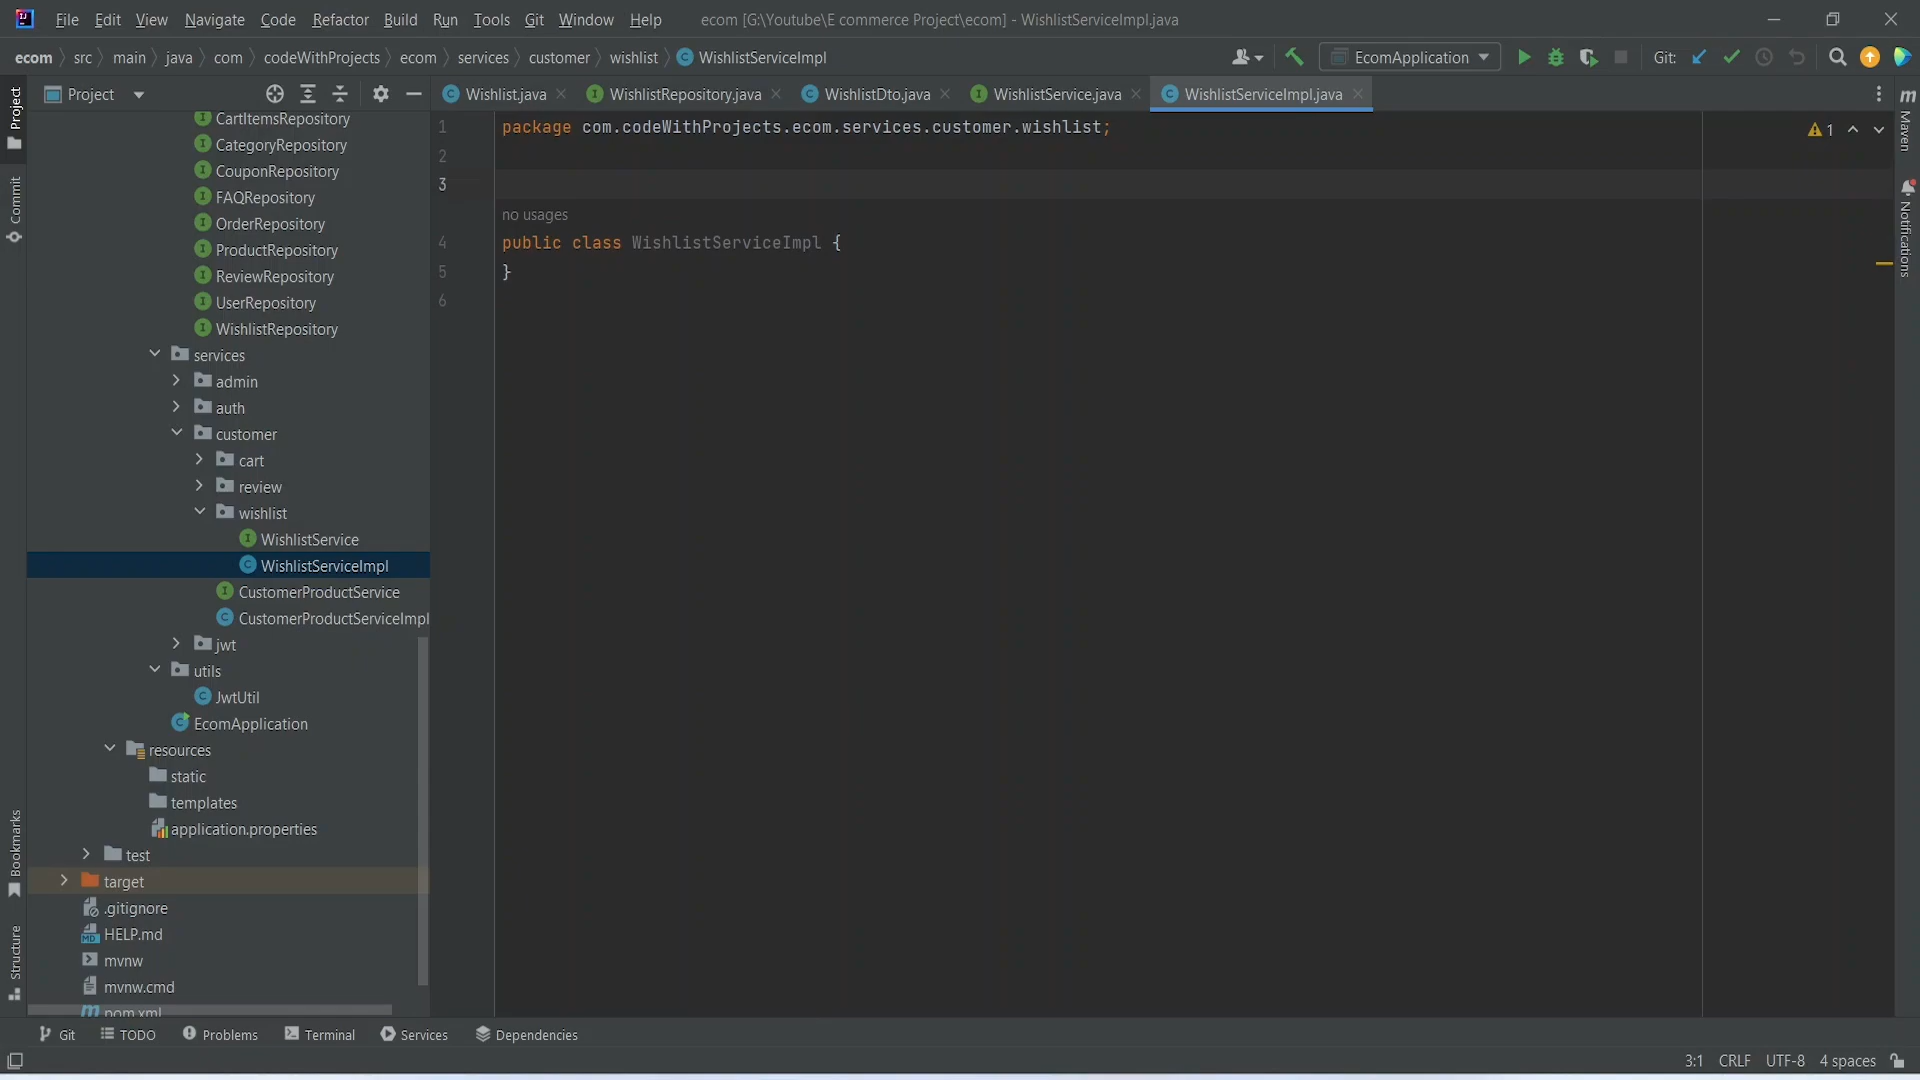 File Edit View Navigate Code Refactor Build Run Tools Git Window Help ecom [G:\Youtube\E commerce Project\ecom] - WishlistServiceImpl.java
ecom src main java com codeWithProjects ecom services customer wishlist WishlistServiceImpl EcomApplication Git:
Project Wishlist.java WishlistRepository.java WishlistDto.java WishlistService.java WishlistServiceImpl.java
Project
Commit
Bookmarks
Structure
CartItemsRepository
CategoryRepository
CouponRepository
FAQRepository
OrderRepository
ProductRepository
ReviewRepository
UserRepository
WishlistRepository
services
admin
auth
customer
cart
review
wishlist
WishlistService
WishlistServiceImpl
CustomerProductService
CustomerProductServiceImpl
jwt
utils
JwtUtil
EcomApplication
resources
static
templates
application.properties
test
target
.gitignore
HELP.md
mvnw
mvnw.cmd
pom.xml
1 package com.codeWithProjects.ecom.services.customer.wishlist;
2
3
no usages
4 public class WishlistServiceImpl {
5 }
6
1
Maven
Notifications
Git TODO Problems Terminal Services Dependencies
3:1 CRLF UTF-8 4 spaces